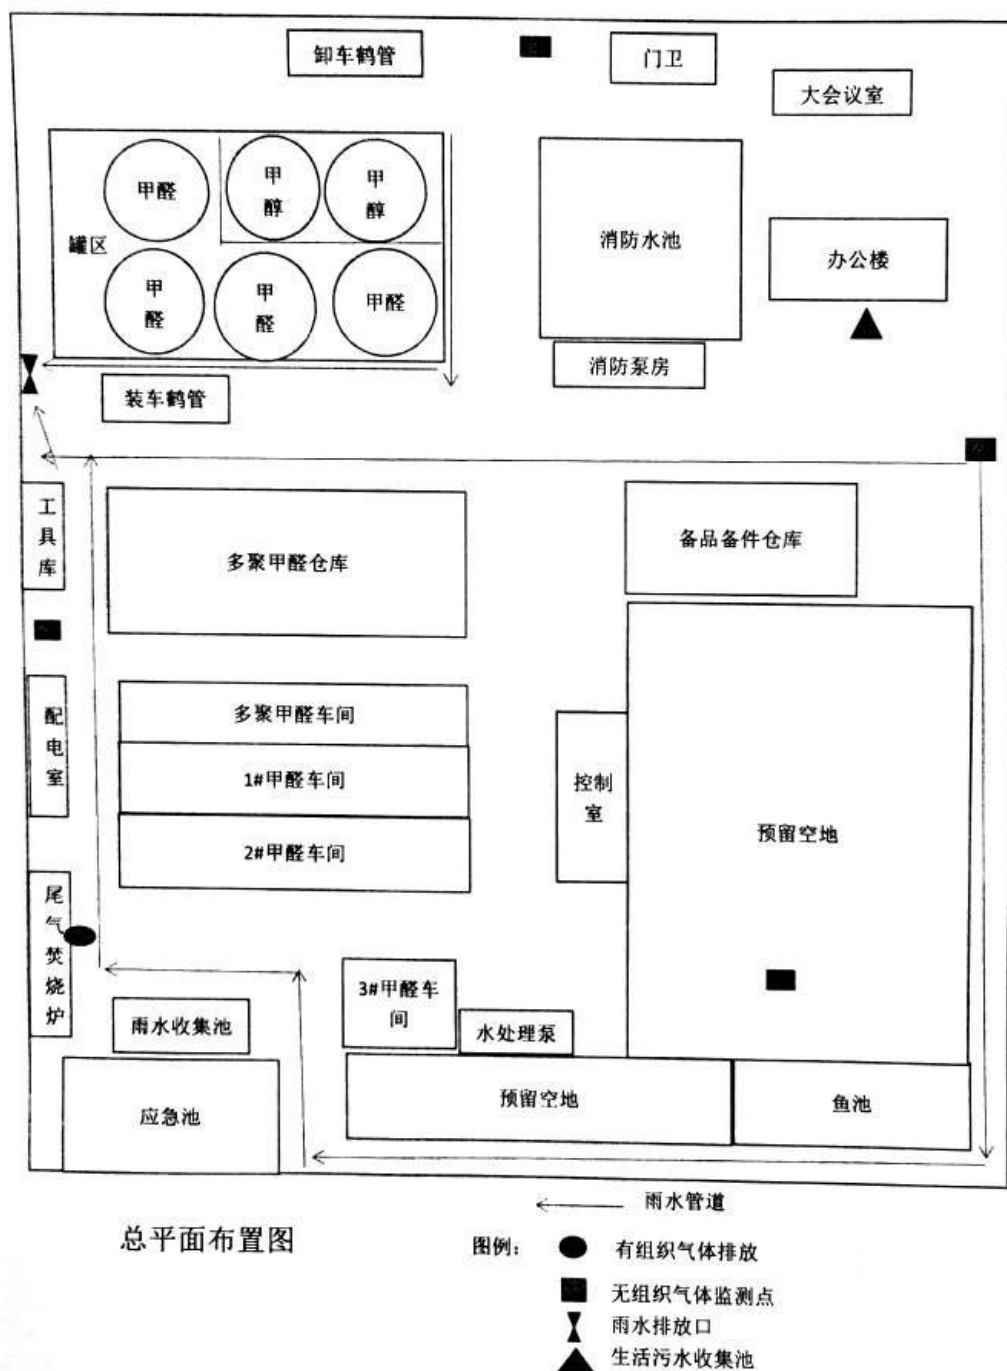 卸车鹤管
门卫
大会议室
甲醛
甲
醇
甲
醇
罐区
消防水池
办公楼
甲
醛
甲
醛
甲醛
消防泵房
装车鹤管
工
具
库
多聚甲醛仓库
备品备件仓库
配
电
室
多聚甲醛车间
1#甲醛车间
2#甲醛车间
控制
室
预留空地
尾
气
焚
烧
炉
3#甲醛车
间
雨水收集池
水处理泵
应急池
预留空地
鱼池
雨水管道
总平面布置图
图例：
有组织气体排放
无组织气体监测点
雨水排放口
生活污水收集池